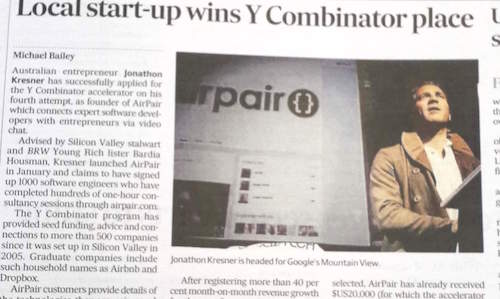 Local start-up wins Y Combinator place
Michael Bailey
Australian entrepreneur Jonathon
Kresner has successfully applied for
the Y Combinator accelerator on his
fourth attempt, as founder of AirPair
which connects expert software devel-
opers with entrepreneurs via video
chat.
Advised by Silicon Valley stalwart
and BRW Young Rich lister Bardia
Housman, Kresner launched AirPair
in January and claims to have signed
up 1000 software engineers who have
completed hundreds of one-hour con-
sultancy sessions through airpair.com.
The Y Combinator program has
provided seed funding, advice and con-
nections to more than 500 companies
since it was set up in Silicon Valley in
2005. Graduate companies include
such household names as Airbnb and
Dropbox.
AirPair customers provide details of
rpair{}
Jonathon Kresner is headed for Google's Mountain View.
After registering more than 40 per
cent month-on-month revenue growth
selected, AirPair has already received
$US20,000 (for which the accelerator